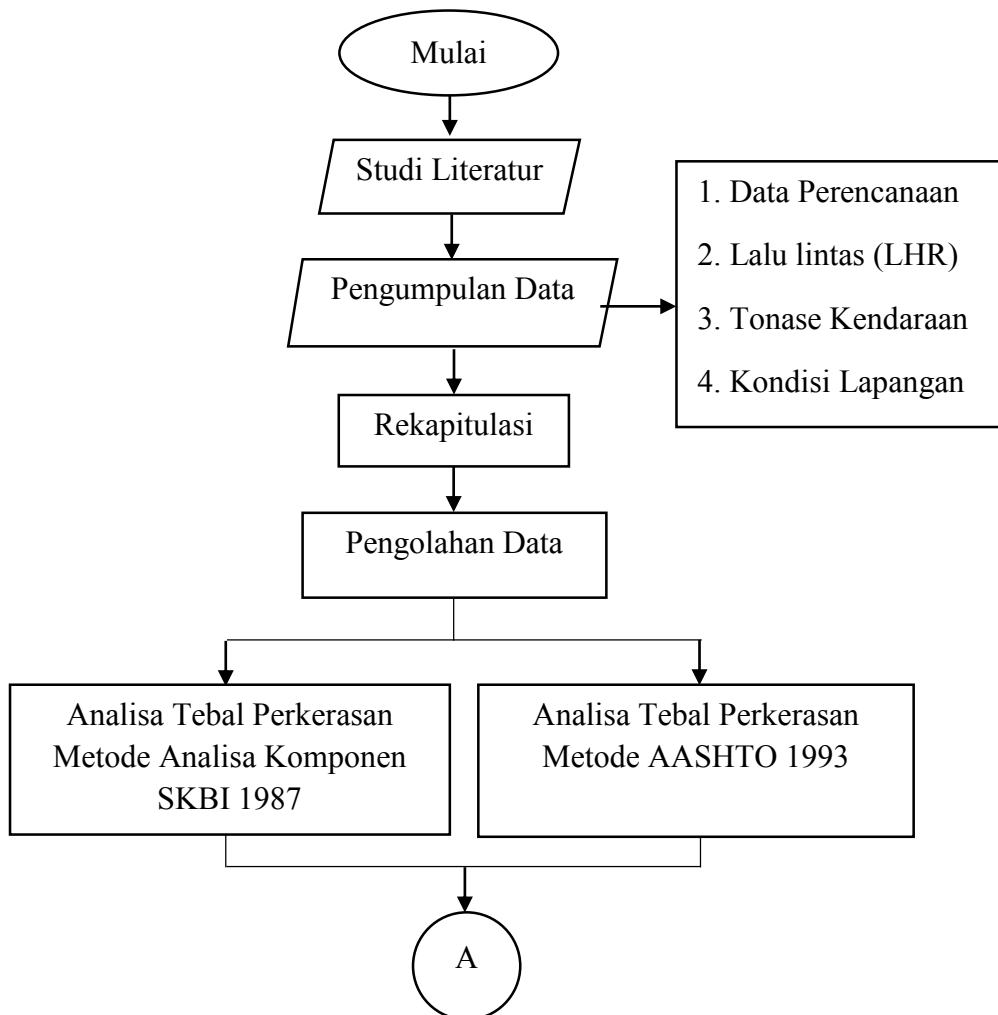 Mulai
Studi Literatur
Pengumpulan Data
1. Data Perencanaan
2. Lalu lintas (LHR)
3. Tonase Kendaraan
4. Kondisi Lapangan
Rekapitulasi
Pengolahan Data
Analisa Tebal Perkerasan
Metode Analisa Komponen
SKBI 1987
Analisa Tebal Perkerasan
Metode AASHTO 1993
A